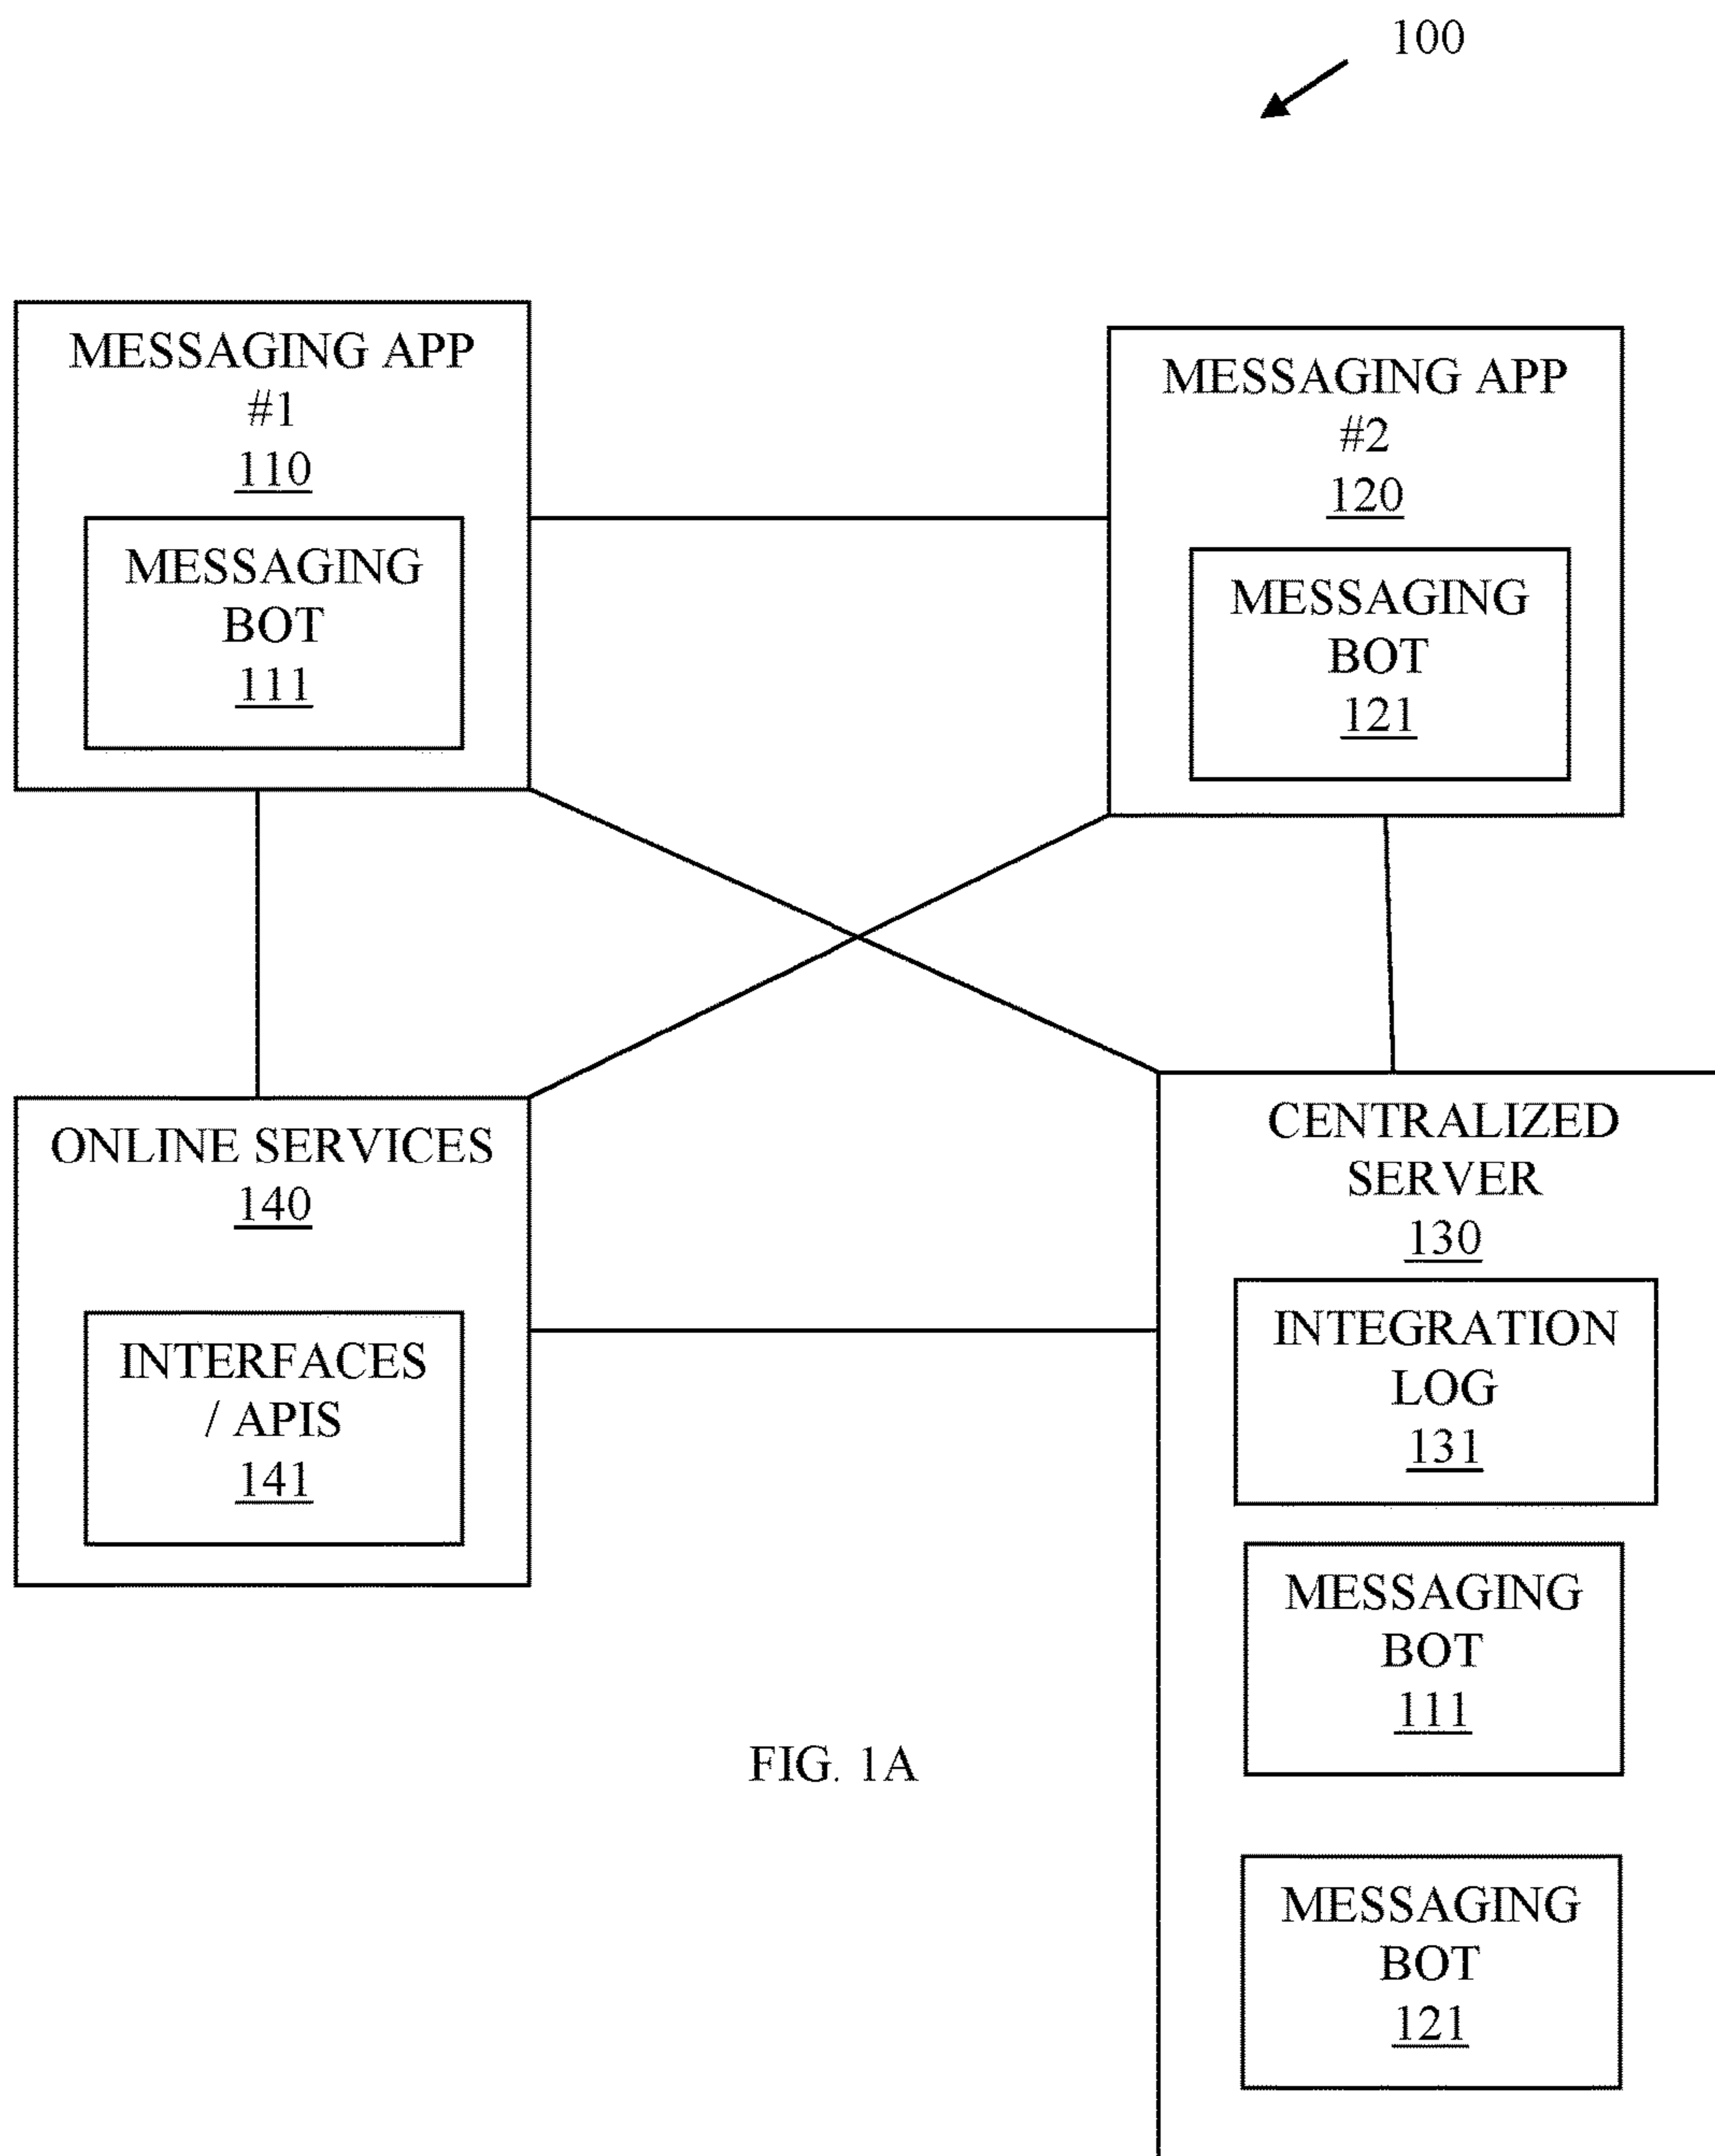 100
MESSAGING APP
#1
110
MESSAGING
BOT
111
MESSAGING APP
#2
120
MESSAGING
BOT
121
ONLINE SERVICES
140
INTERFACES
/ APIS
141
CENTRALIZED
SERVER
130
INTEGRATION
LOG
131
MESSAGING
BOT
111
MESSAGING
BOT
121
FIG. 1A